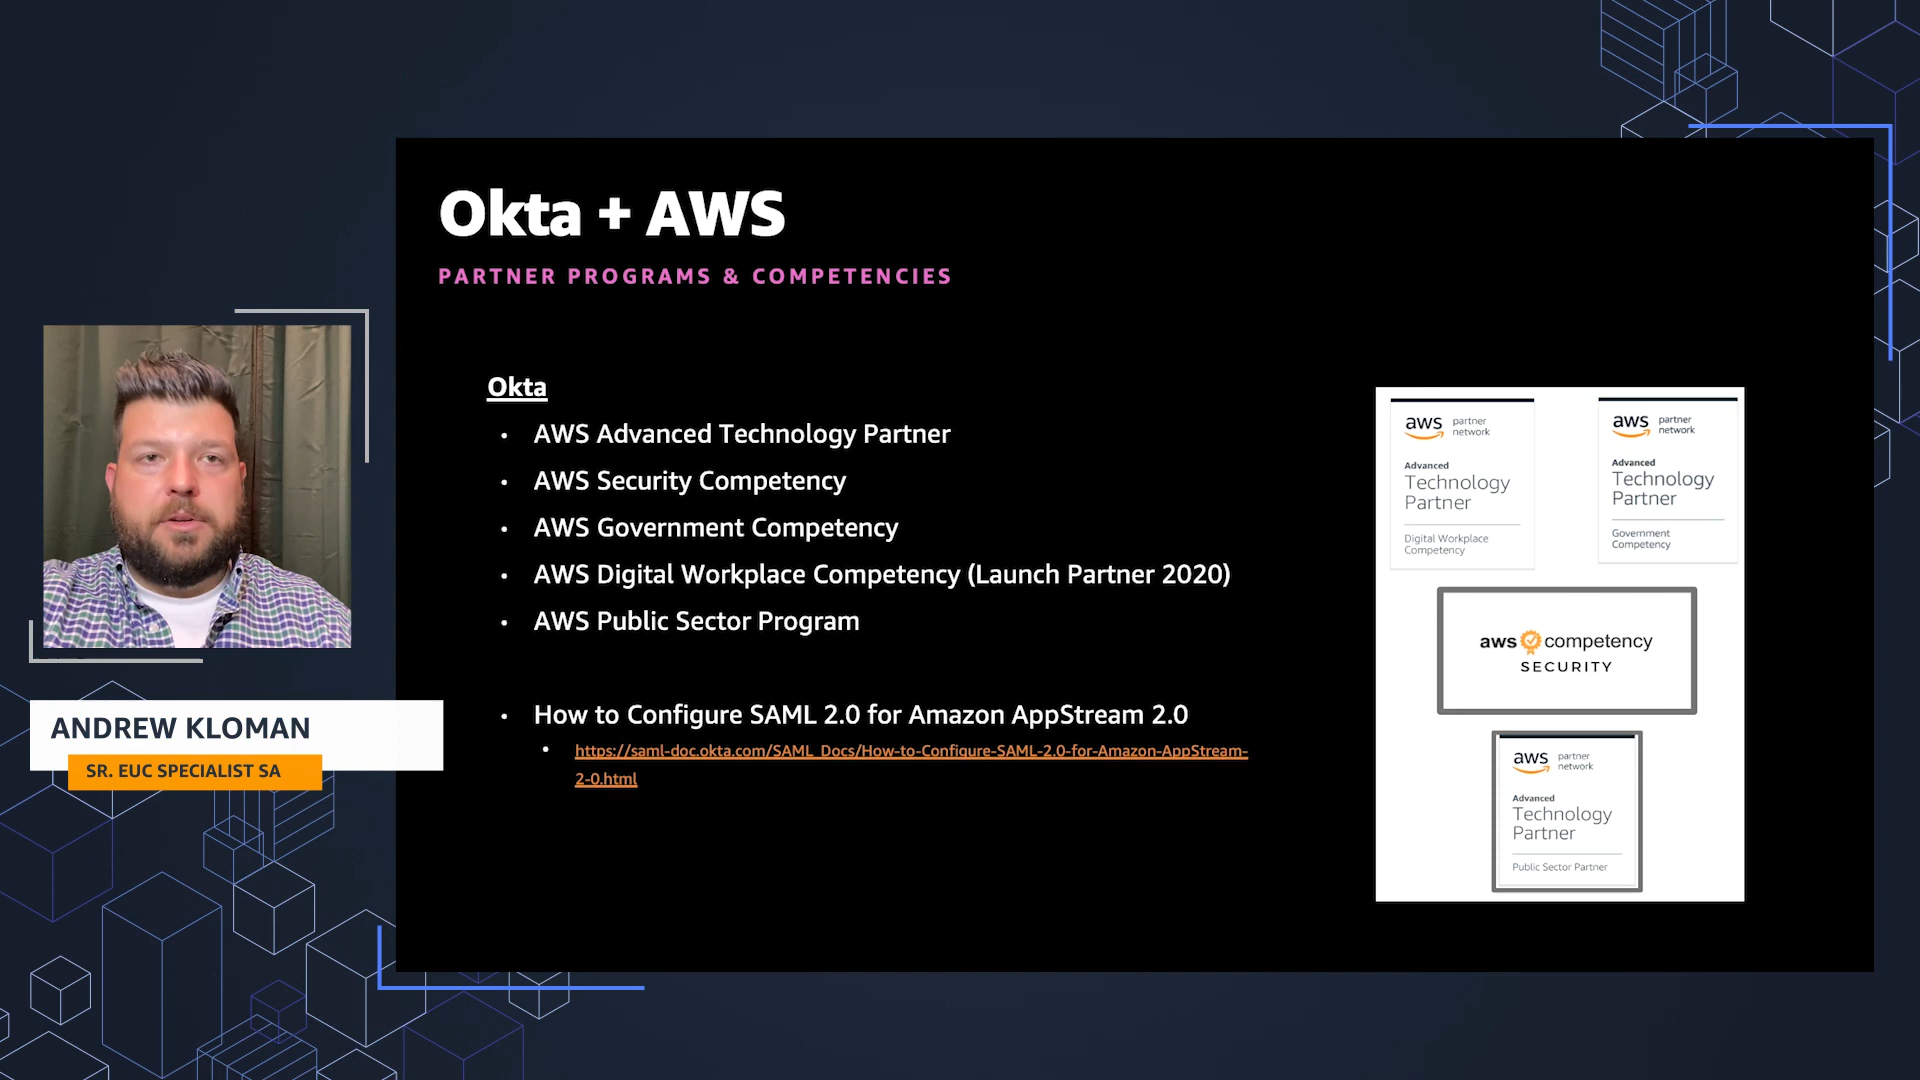 Okta + AWS
PARTNER PROGRAMS & COMPETENCIES
Okta
• AWS Advanced Technology Partner
• AWS Security Competency
• AWS Government Competency
• AWS Digital Workplace Competency (Launch Partner 2020)
• AWS Public Sector Program
• How to Configure SAML 2.0 for Amazon AppStream 2.0
• https://saml-doc.okta.com/SAML_Docs/How-to-Configure-SAML-2.0-for-Amazon-AppStream-
2-0.html
ANDREW KLOMAN
SR. EUC SPECIALIST SA
aws partner
network
Advanced
Technology
Partner
Digital Workplace
Competency
aws partner
network
Advanced
Technology
Partner
Government
Competency
aws competency
SECURITY
aws partner
network
Advanced
Technology
Partner
Public Sector Partner